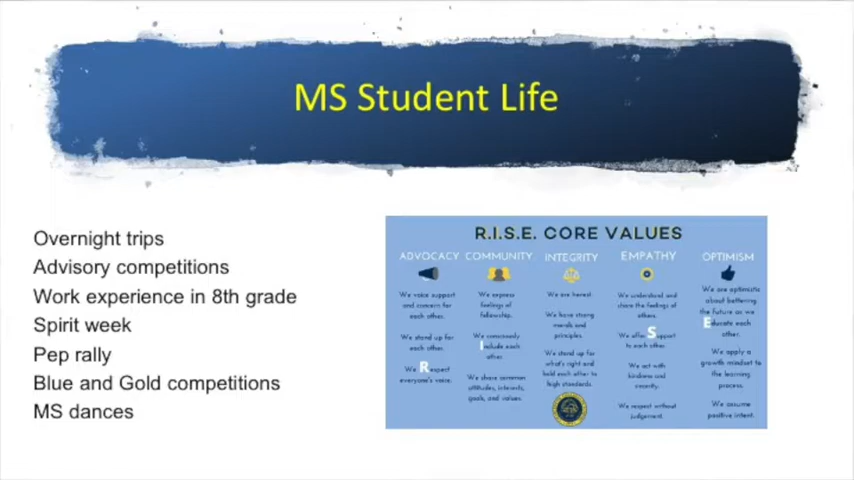 MS Student Life
Overnight trips
Advisory competitions
Work experience in 8th grade
Spirit week
Pep rally
Blue and Gold competitions
MS dances
R.I.S.E. CORE VALUES
ADVOCACY
We voice support
and concern for
each other.
We stand up for
each other.
We Respect
everyone's voice.
COMMUNITY
We express
feelings of
fellowship.
We consciously
Include each
other.
We share common
attitudes, interests,
goals, and values.
INTEGRITY
We are honest.
We have strong
morals and
principles.
We stand up for
what's right and
hold each other to
high standards.
EMPATHY
We understand and
share the feelings of
others.
We offer Support
to each other.
We act with
kindness and
sincerity.
We respect without
judgement.
OPTIMISM
We are optimistic
about bettering
the future as we
Educate each
other.
We apply a
growth mindset to
the learning
process.
We assume
positive intent.